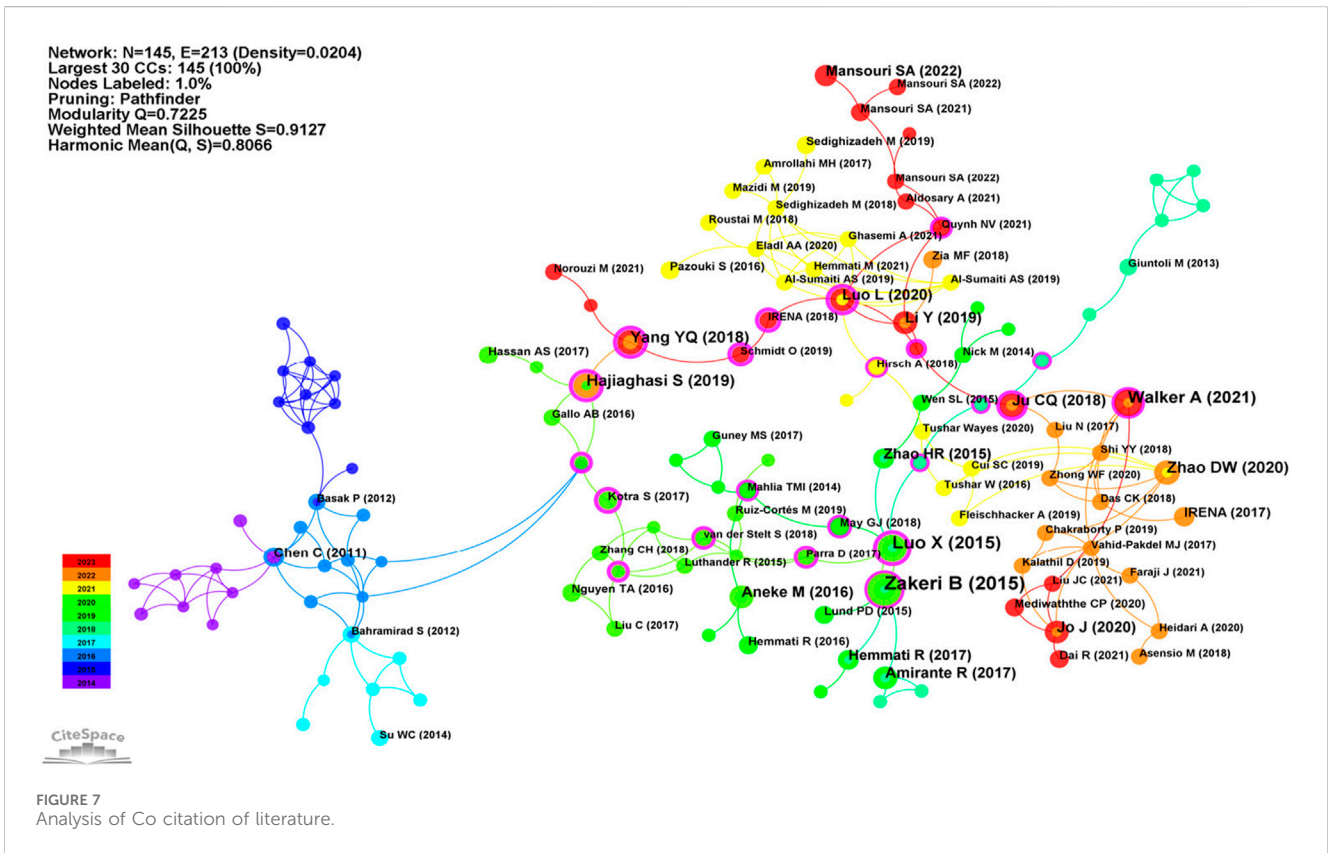 Network: N=145, E=213 (Density=0.0204)
Largest 30 CCs: 145 (100%)
Nodes Labeled: 1.0%
Pruning: Pathfinder
Modularity Q=0.7225
Weighted Mean Silhouette S=0.9127
Harmonic Mean(Q, S)=0.8066
Mansouri SA (2022)
Mansouri SA (2022)
Mansouri SA (2021)
Sedighizadeh M (2019)
Amrollahi MH (2017)
Mansouri SA (2022)
Mazidi M (2019)
Aldosary A (2021)
Sedighizadeh M (2018)
Roustai M (2018)
Quynh NV (2021)
Ghasemi A (2021)
Eladl AA (2020)
Zia MF (2018)
Giuntoli M (2013)
Pazouki S (2016)
Hemmati M (2021)
Norouzi M (2021)
Al-Sumaiti AS (2019)
Al-Sumaiti AS (2019)
Luo L (2020)
IRENA (2018)
Li Y (2019)
Yang YQ (2018)
Schmidt O (2019)
Hassan AS (2017)
Nick M (2014)
Hirsch A (2018)
Hajiaghasi S (2019)
Wen SL (2015)
Ju CQ (2018)
Walker A (2021)
Gallo AB (2016)
Tushar Wayes (2020)
Liu N (2017)
Guney MS (2017)
Zhao HR (2015)
Shi YY (2018)
Cui SC (2019)
Zhao DW (2020)
Zhong WF (2020)
Mahlia TMI (2014)
Tushar W (2016)
Kotra S (2017)
Das CK (2018)
Ruiz-Cortés M (2019)
Fleischhacker A (2019)
IRENA (2017)
May GJ (2018)
Basak P (2012)
Chakraborty P (2019)
van der Stelt S (2018)
Luo X (2015)
Vahid-Pakdel MJ (2017)
Chen C (2011)
Zhang CH (2018)
Parra D (2017)
Luthander R (2015)
Kalathil D (2019)
Faraji J (2021)
Liu JC (2021)
Zakeri B (2015)
Nguyen TA (2016)
Aneke M (2016)
Mediwaththe CP (2020)
Lund PD (2015)
Liu C (2017)
Jo J (2020)
Heidari A (2020)
Bahramirad S (2012)
Hemmati R (2016)
Hemmati R (2017)
Dai R (2021)
Asensio M (2018)
Amirante R (2017)
Su WC (2014)
2023
2022
2021
2020
2019
2018
2017
2016
2015
2014
CiteSpace
FIGURE 7
Analysis of Co citation of literature.